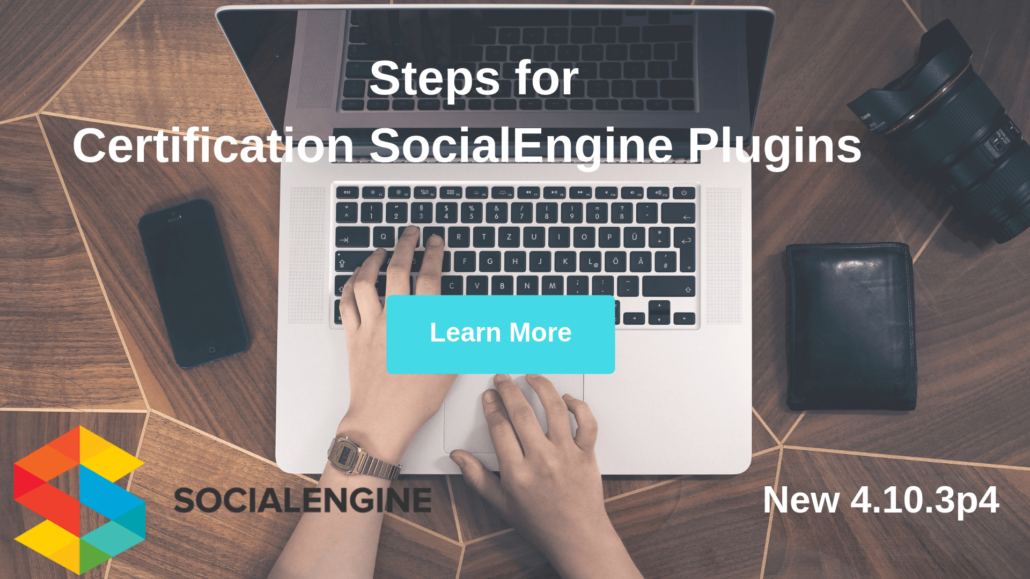 Steps for
Certification SocialEngine Plugins
Learn More
SOCIALENGINE
New 4.10.3p4